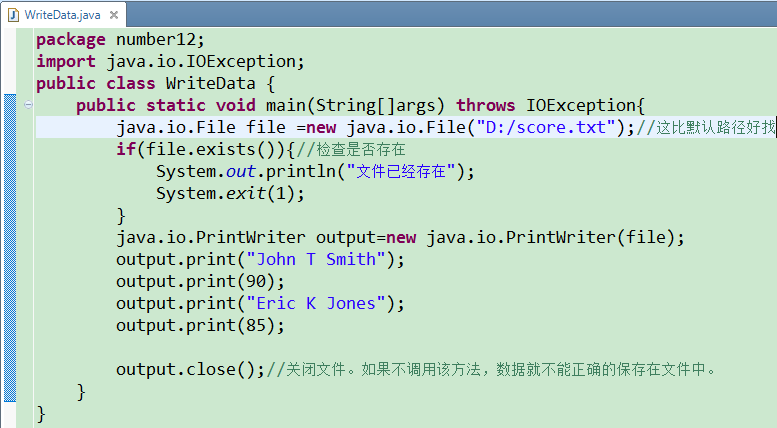 WriteData.java
package number12;
import java.io.IOException;
public class WriteData {
public static void main(String[]args) throws IOException{
java.io.File file =new java.io.File("D:/score.txt");//这比默认路径好找
if(file.exists()){//检查是否存在
System.out.println("文件已经存在");
System.exit(1);
}
java.io.PrintWriter output=new java.io.PrintWriter(file);
output.print("John T Smith");
output.print(90);
output.print("Eric K Jones");
output.print(85);
output.close();//关闭文件。如果不调用该方法，数据就不能正确的保存在文件中。
}
}